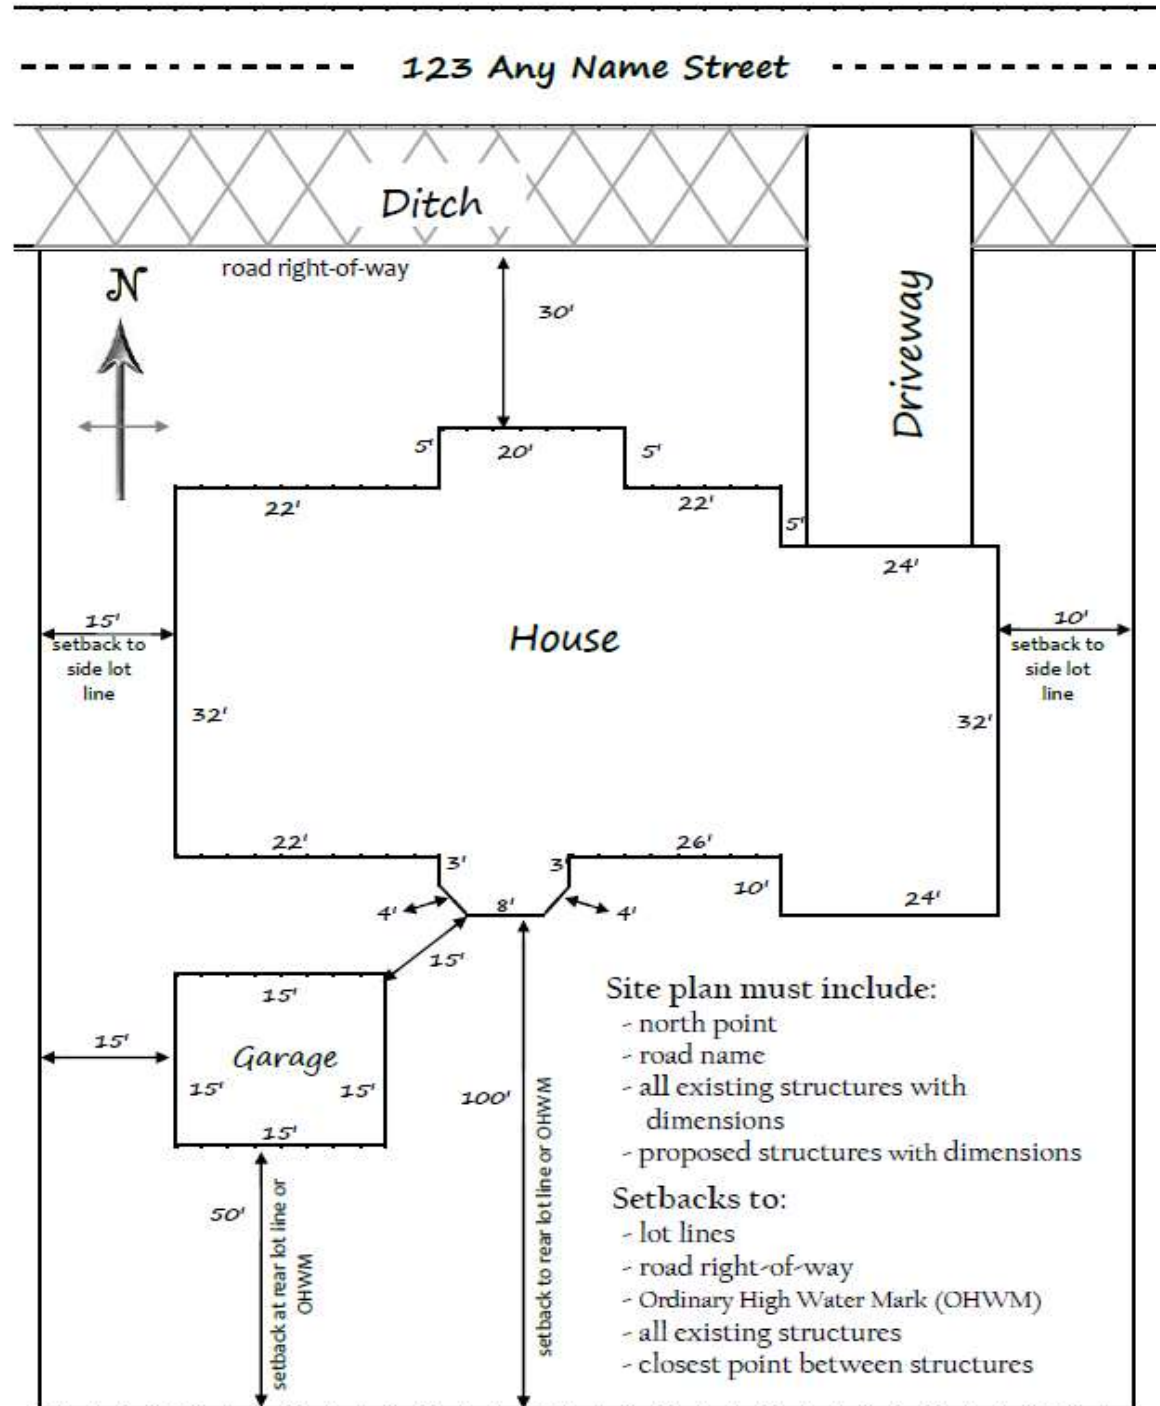 123 Any Name Street
Ditch
road right-of-way
N
30'
Driveway
5'
20'
5'
22'
22'
5'
24'
15'
setback to
side lot
line
House
10'
setback to
side lot
line
32'
32'
22'
26'
3'
3'
10'
4'
8'
4'
24'
15'
15'
Garage
15'
15'
15'
15'
100'
setback to rear lot line or OHWM
50'
setback at rear lot line or
OHWM
Site plan must include:
- north point
- road name
- all existing structures with
dimensions
- proposed structures with dimensions
Setbacks to:
- lot lines
- road right-of-way
- Ordinary High Water Mark (OHWM)
- all existing structures
- closest point between structures